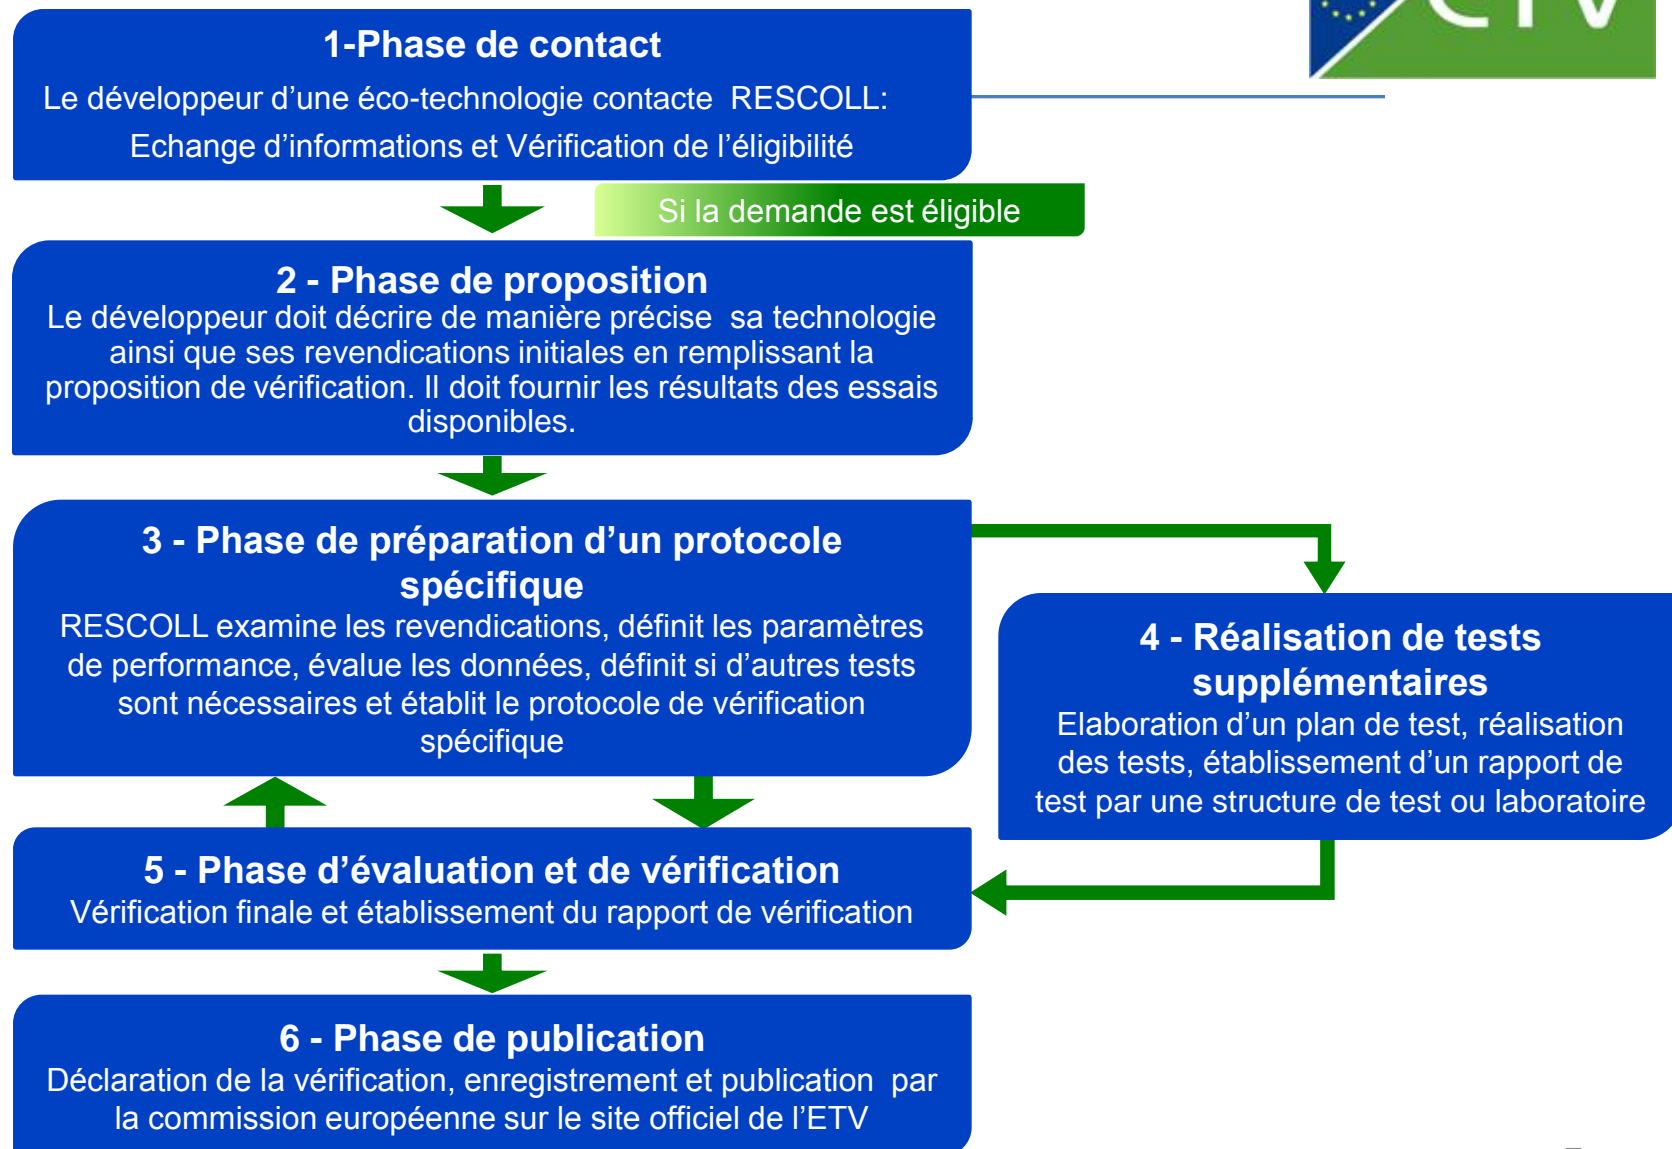 ETV
1-Phase de contact
Le développeur d’une éco-technologie contacte  RESCOLL:
Echange d’informations et Vérification de l’éligibilité
Si la demande est éligible
2 - Phase de proposition
Le développeur doit décrire de manière précise  sa technologie
ainsi que ses revendications initiales en remplissant la
proposition de vérification. Il doit fournir les résultats des essais
disponibles.
3 - Phase de préparation d’un protocole
spécifique
RESCOLL examine les revendications, définit les paramètres
de performance, évalue les données, définit si d’autres tests
sont nécessaires et établit le protocole de vérification
spécifique
4 - Réalisation de tests
supplémentaires
Elaboration d’un plan de test, réalisation
des tests, établissement d’un rapport de
test par une structure de test ou laboratoire
5 - Phase d’évaluation et de vérification
Vérification finale et établissement du rapport de vérification
6 - Phase de publication
Déclaration de la vérification, enregistrement et publication  par
la commission européenne sur le site officiel de l’ETV